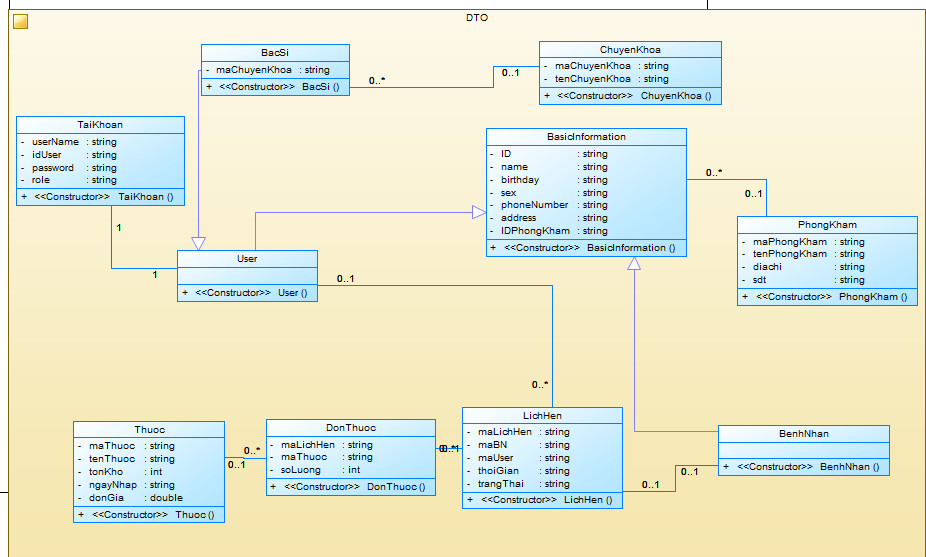 DTO
BacSi
- maChuyenKhoa : string
+ <<Constructor>> BacSi ()
0..*
0..1
ChuyenKhoa
- maChuyenKhoa : string
- tenChuyenKhoa : string
+ <<Constructor>> ChuyenKhoa ()
TaiKhoan
- userName : string
- idUser : string
- password : string
- role : string
+ <<Constructor>> TaiKhoan ()
1
1
BasicInformation
- ID : string
- name : string
- birthday : string
- sex : string
- phoneNumber : string
- address : string
- IDPhongKham : string
+ <<Constructor>> BasicInformation ()
0..*
0..1
PhongKham
- maPhongKham : string
- tenPhongKham : string
- diachi : string
- sdt : string
+ <<Constructor>> PhongKham ()
User
+ <<Constructor>> User ()
0..1
0..*
Thuoc
- maThuoc : string
- tenThuoc : string
- tonKho : int
- ngayNhap : string
- donGia : double
+ <<Constructor>> Thuoc ()
0..*
0..1
DonThuoc
- maLichHen : string
- maThuoc : string
- soLuong : int
+ <<Constructor>> DonThuoc ()
LichHen
- maLichHen : string
- maBN : string
- maUser : string
- thoiGian : string
- trangThai : string
+ <<Constructor>> LichHen ()
0..1
0..1
BenhNhan
+ <<Constructor>> BenhNhan ()